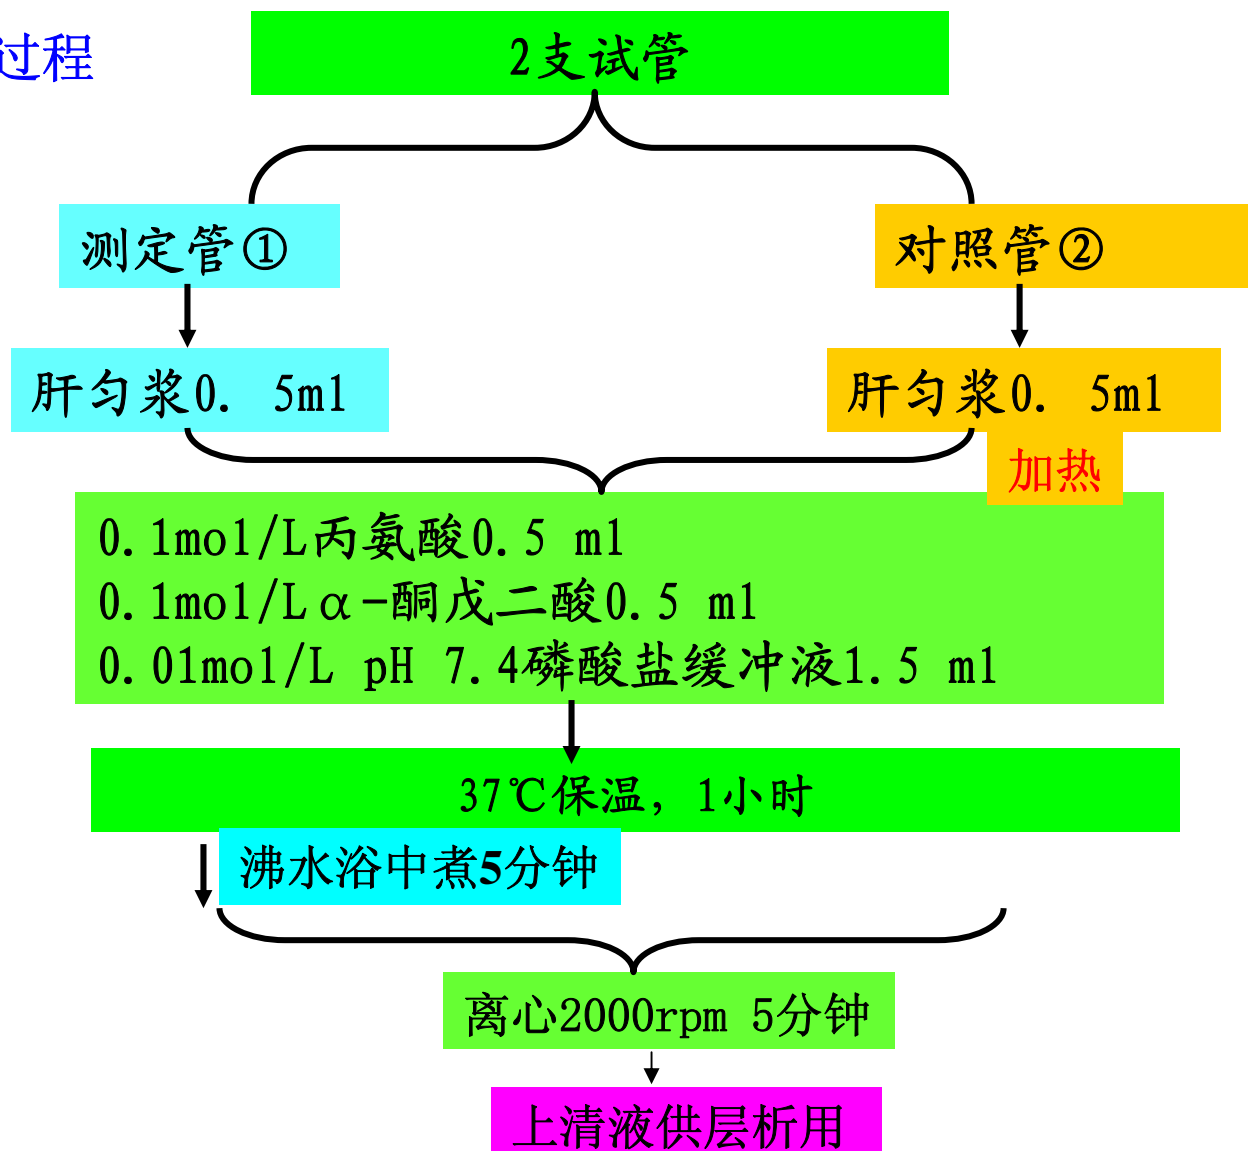 过程
2支试管
测定管①
对照管②
肝匀浆0. 5ml
肝匀浆0. 5ml
加热
0.1mol/L丙氨酸0.5 ml
0.1mol/Lα-酮戊二酸0.5 ml
0.01mol/L pH 7.4磷酸盐缓冲液1.5 ml
37℃保温, 1小时
沸水浴中煮5分钟
离心2000rpm 5分钟
上清液供层析用